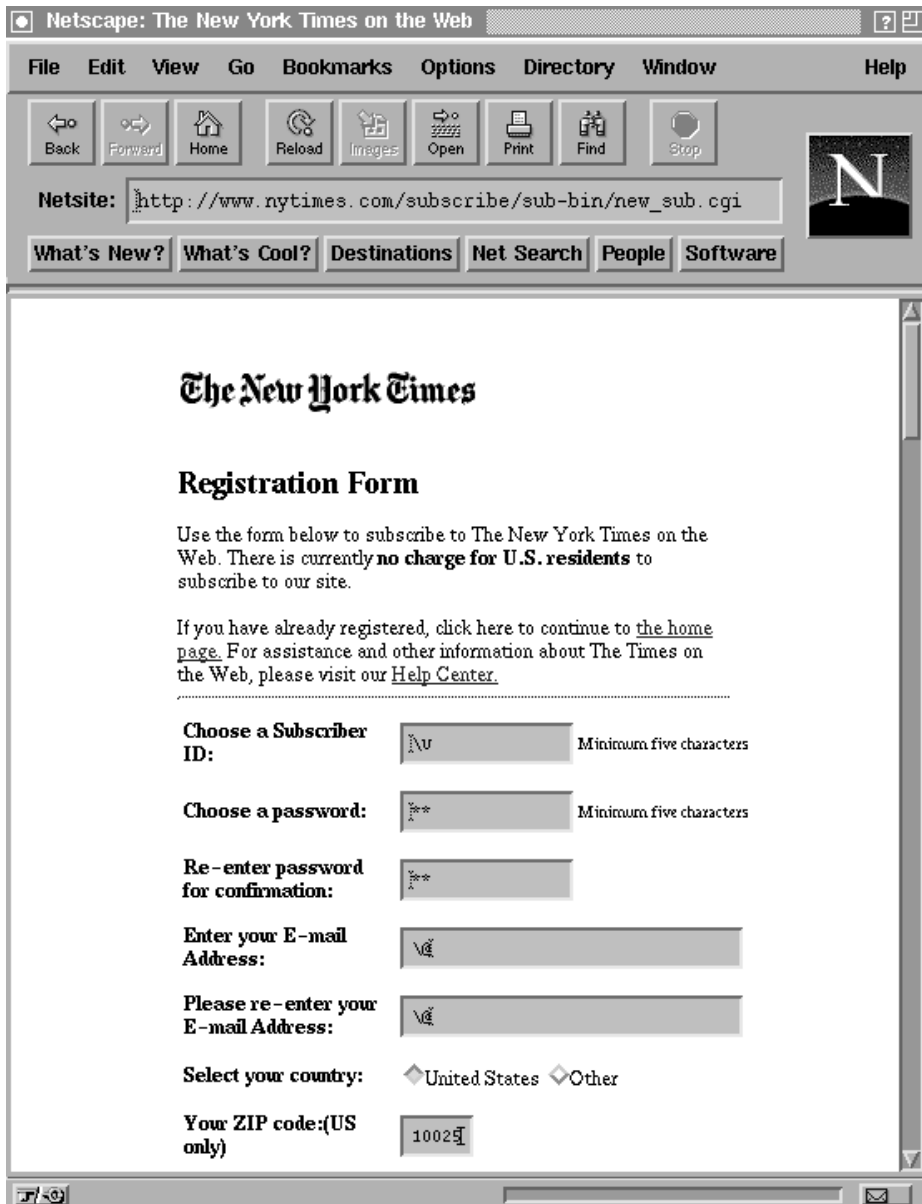 Netscape: The New York Times on the Web
?
File Edit View Go Bookmarks Options Directory Window Help
Back Forward Home Reload Images Open Print Find Stop
N
Netsite: http://www.nytimes.com/subscribe/sub-bin/new_sub.cgi
What's New? What's Cool? Destinations Net Search People Software
The New York Times
Registration Form
Use the form below to subscribe to The New York Times on the
Web. There is currently no charge for U.S. residents to
subscribe to our site.
If you have already registered, click here to continue to the home
page. For assistance and other information about The Times on
the Web, please visit our Help Center.
Choose a Subscriber
ID:
\υ Minimum five characters
Choose a password: ** Minimum five characters
Re-enter password
for confirmation:
**
Enter your E-mail
Address:
\@
Please re-enter your
E-mail Address:
\@
Select your country: United States Other
Your ZIP code:(US
only)
10025